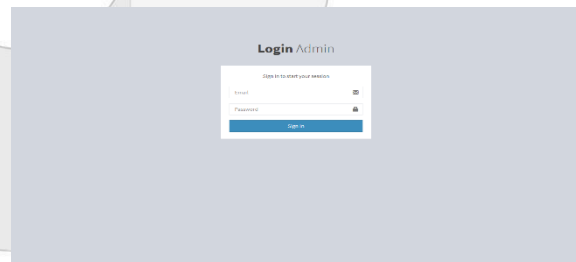 Login Admin
Sign in to start your session
Email
Password
Sign In